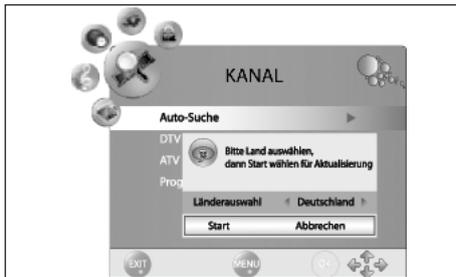 KANAL
Auto-Suche
DTV
ATV
Prog
Bitte Land auswählen,
dann Start wählen für Aktualisierung
Länderauswahl Deutschland
Start Abbrechen
EXIT MENU OK